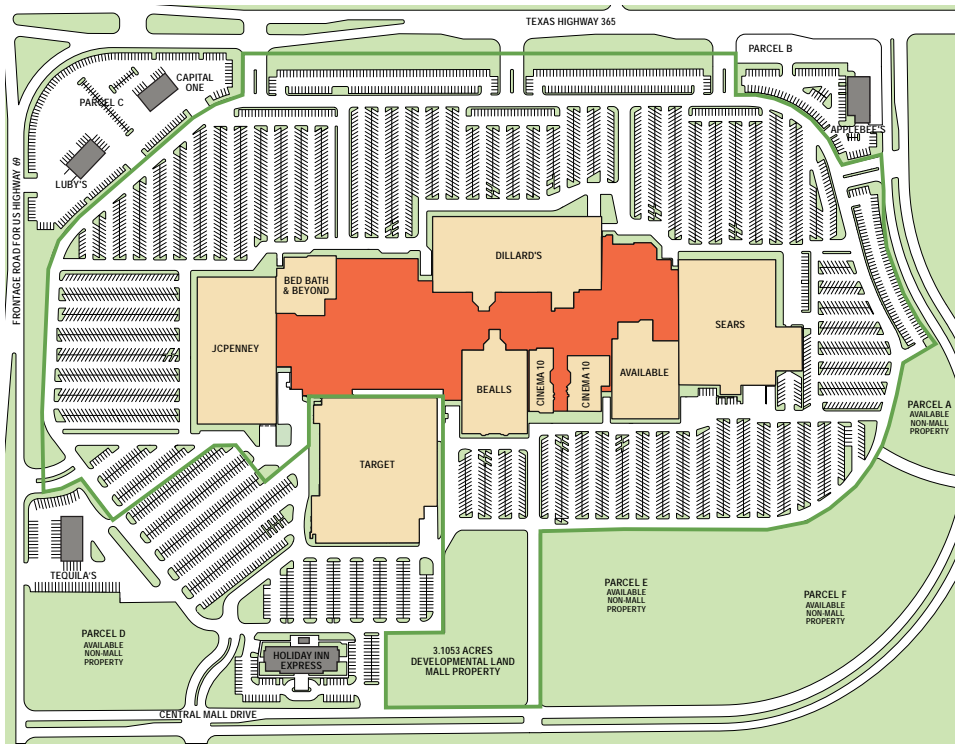 TEXAS HIGHWAY 365
PARCEL B
CAPITAL
ONE
PARCEL C
APPLEBEE'S
LUBY'S
FRONTAGE ROAD FOR US HIGHWAY 69
DILLARD'S
BED BATH
& BEYOND
SEARS
JCPENNEY
BEALLS
CINEMA 10
CINEMA 10
AVAILABLE
PARCEL A
AVAILABLE
NON-MALL
PROPERTY
TARGET
TEQUILA'S
PARCEL E
AVAILABLE
NON-MALL
PROPERTY
PARCEL F
AVAILABLE
NON-MALL
PROPERTY
PARCEL D
AVAILABLE
NON-MALL
PROPERTY
HOLIDAY INN
EXPRESS
3.1053 ACRES
DEVELOPMENTAL LAND
MALL PROPERTY
CENTRAL MALL DRIVE